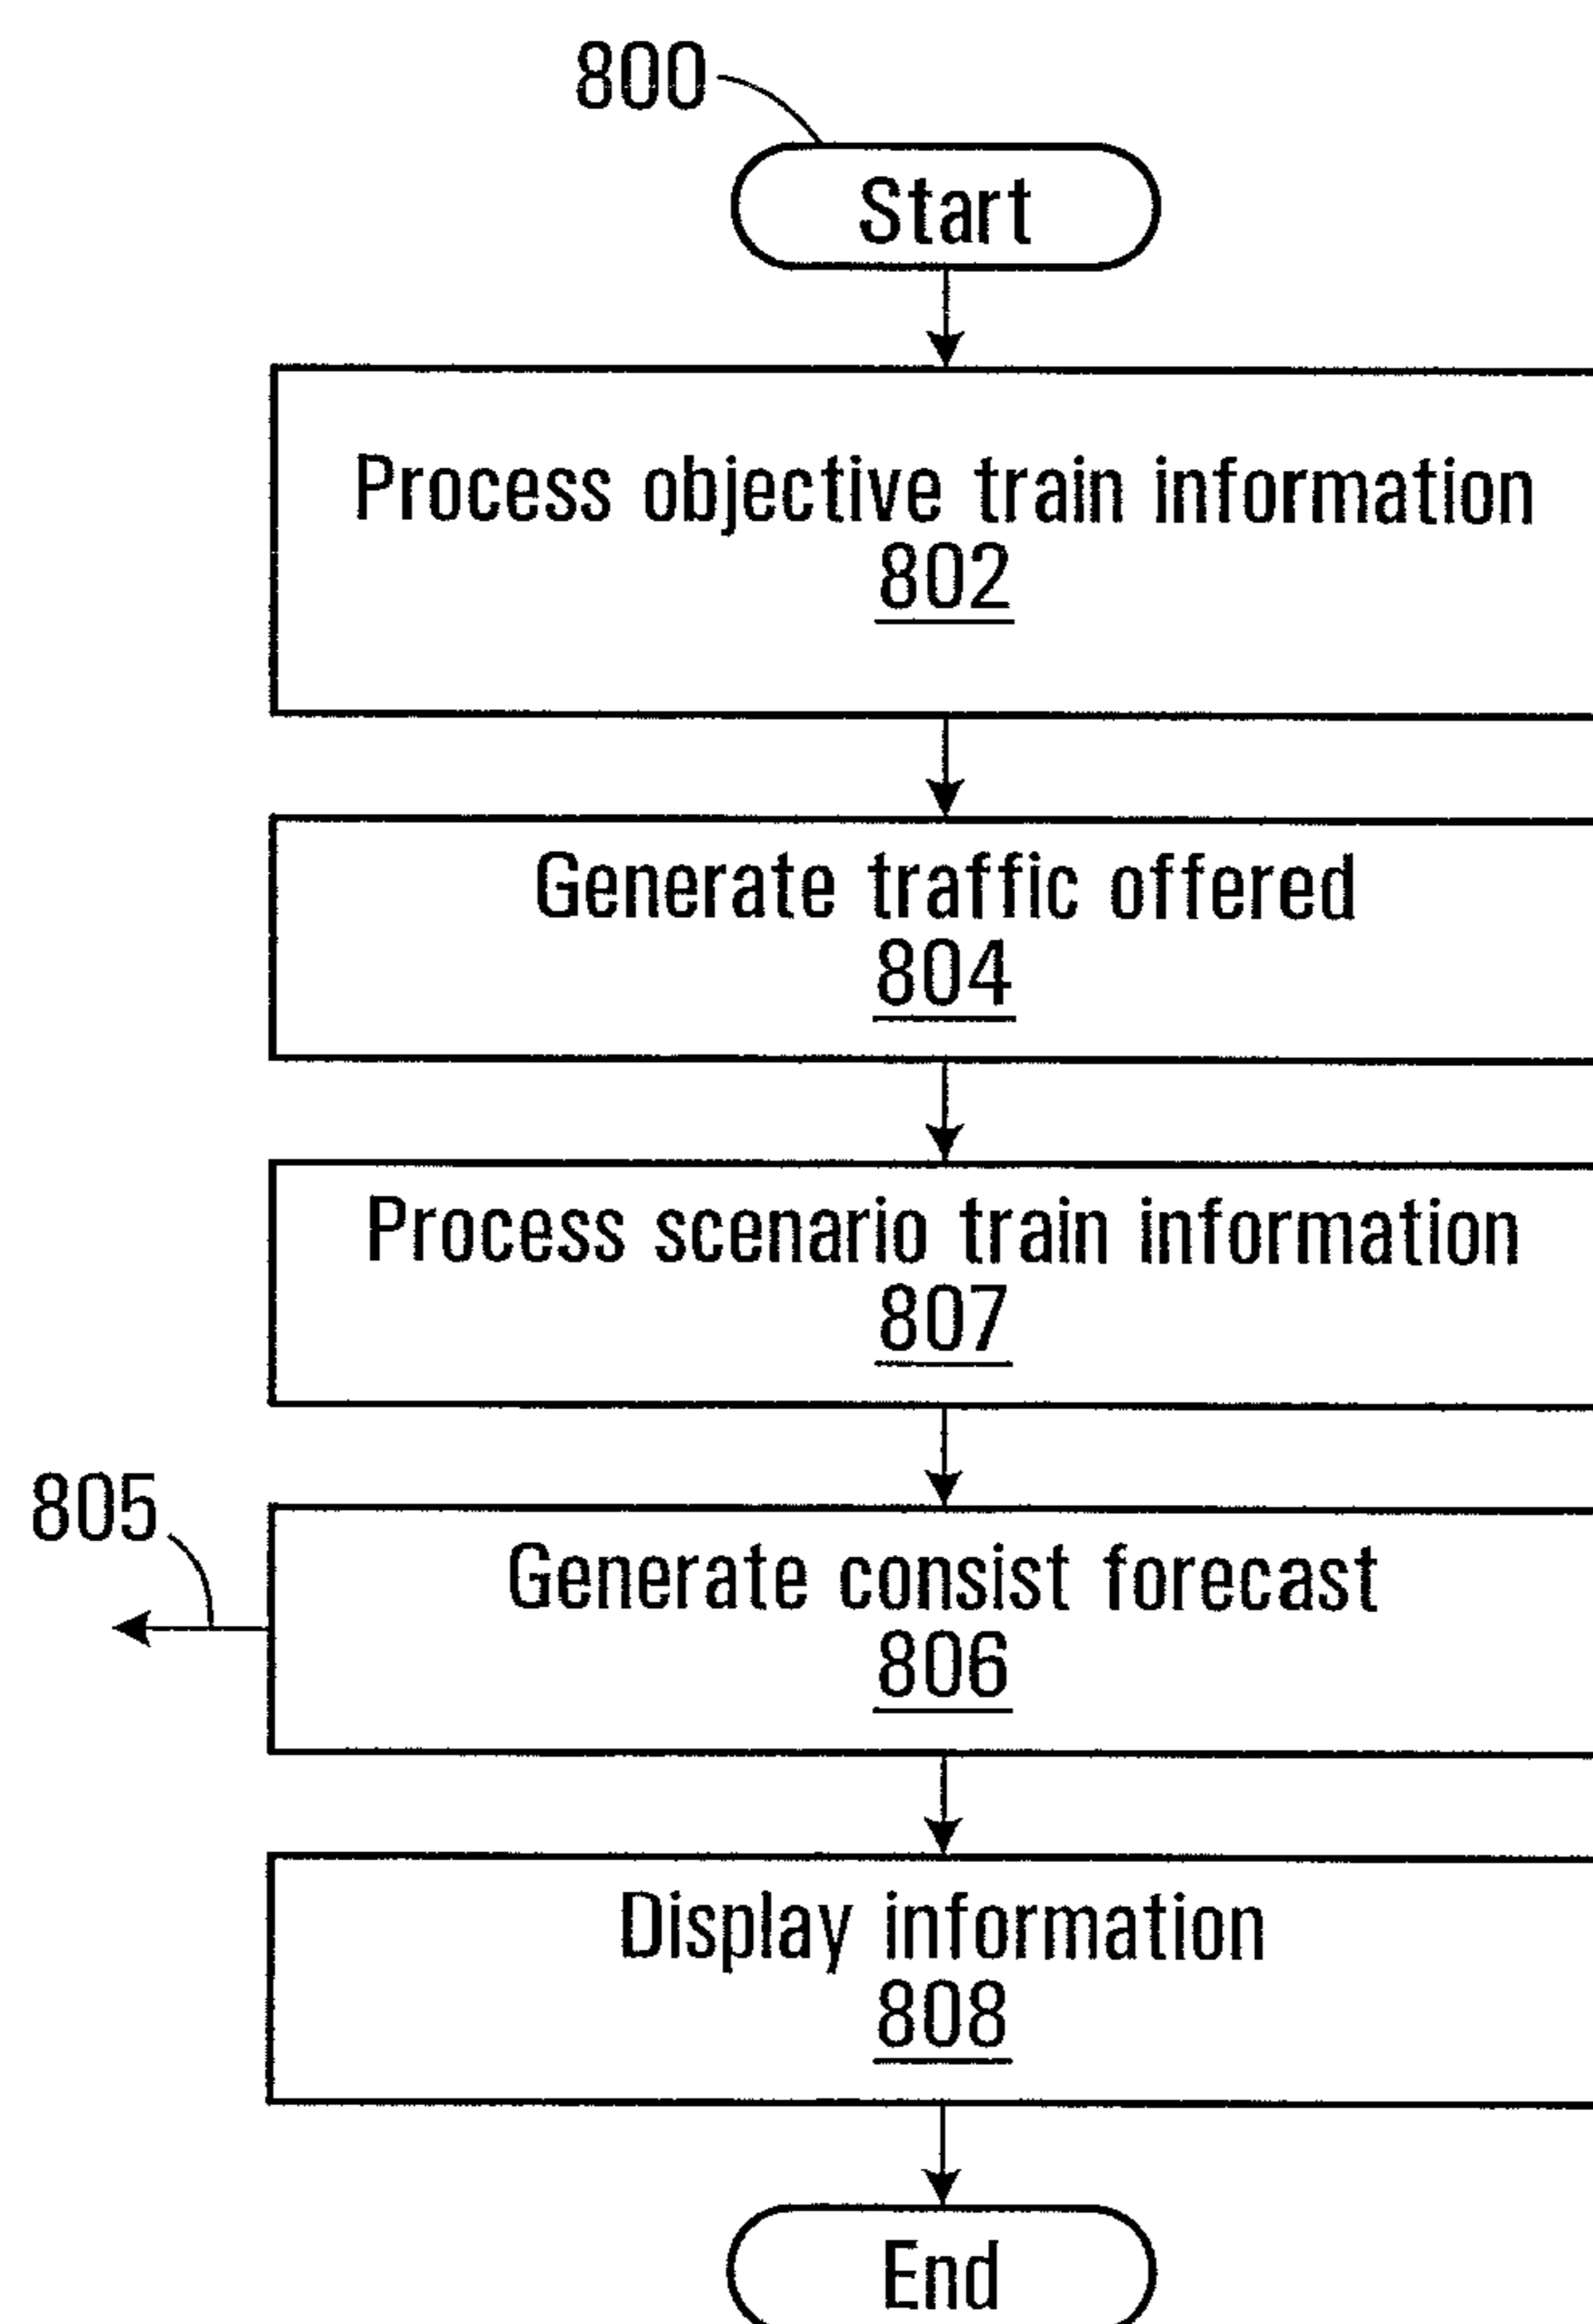 800
Start
Process objective train information
802
Generate traffic offered
804
Process scenario train information
807
805
Generate consist forecast
806
Display information
808
End